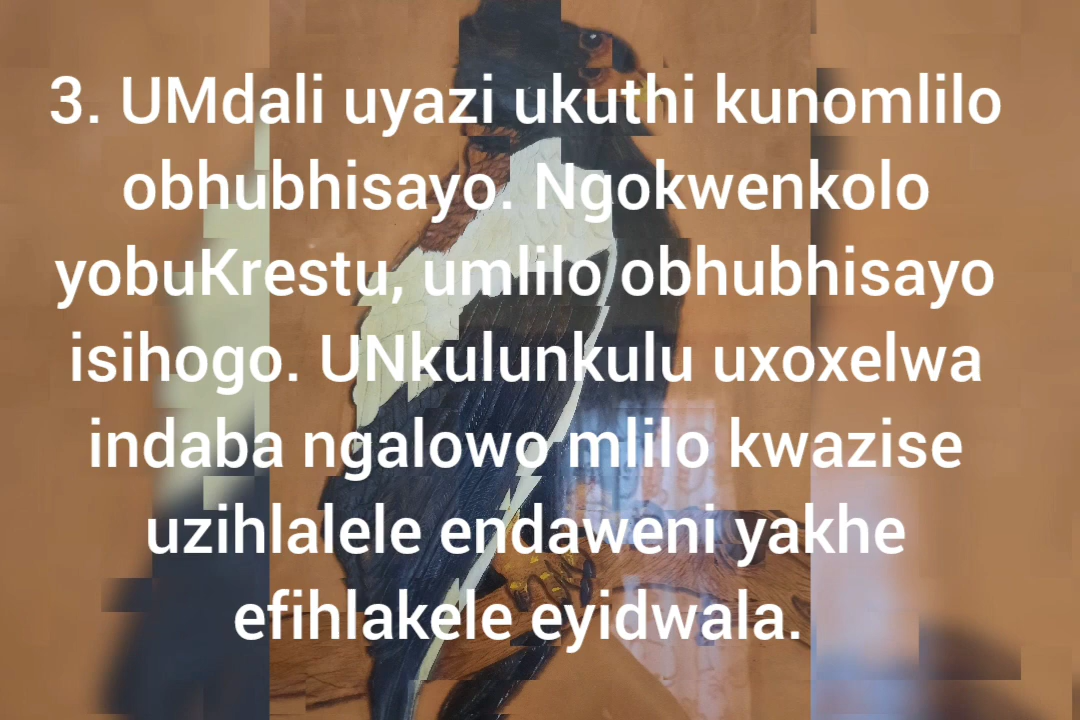 3. UMdali uyazi ukuthi kunomlilo
obhubhisayo. Ngokwenkolo
yobuKrestu, umlilo obhubhisayo
isihogo. UNkulunkulu uxoxelwa
indaba ngalowo mlilo kwazise
uzihlalele endaweni yakhe
efihlakele eyidwala.